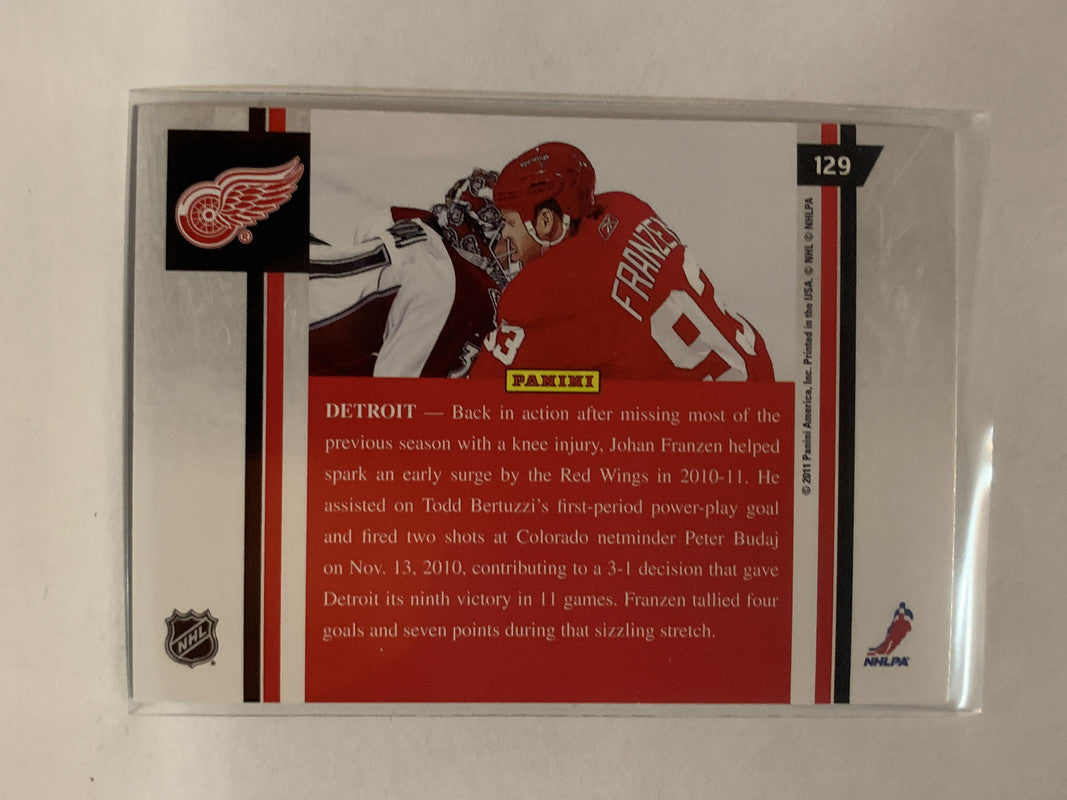 129
FRANZEN
93
93
PANINI
DETROIT — Back in action after missing most of the
previous season with a knee injury, Johan Franzen helped
spark an early surge by the Red Wings in 2010-11. He
assisted on Todd Bertuzzi's first-period power-play goal
and fired two shots at Colorado netminder Peter Budaj
on Nov. 13, 2010, contributing to a 3-1 decision that gave
Detroit its ninth victory in 11 games. Franzen tallied four
goals and seven points during that sizzling stretch.
© 2011 Panini America, Inc. Printed in the USA. © NHL © NHLPA
NHL
NHLPA